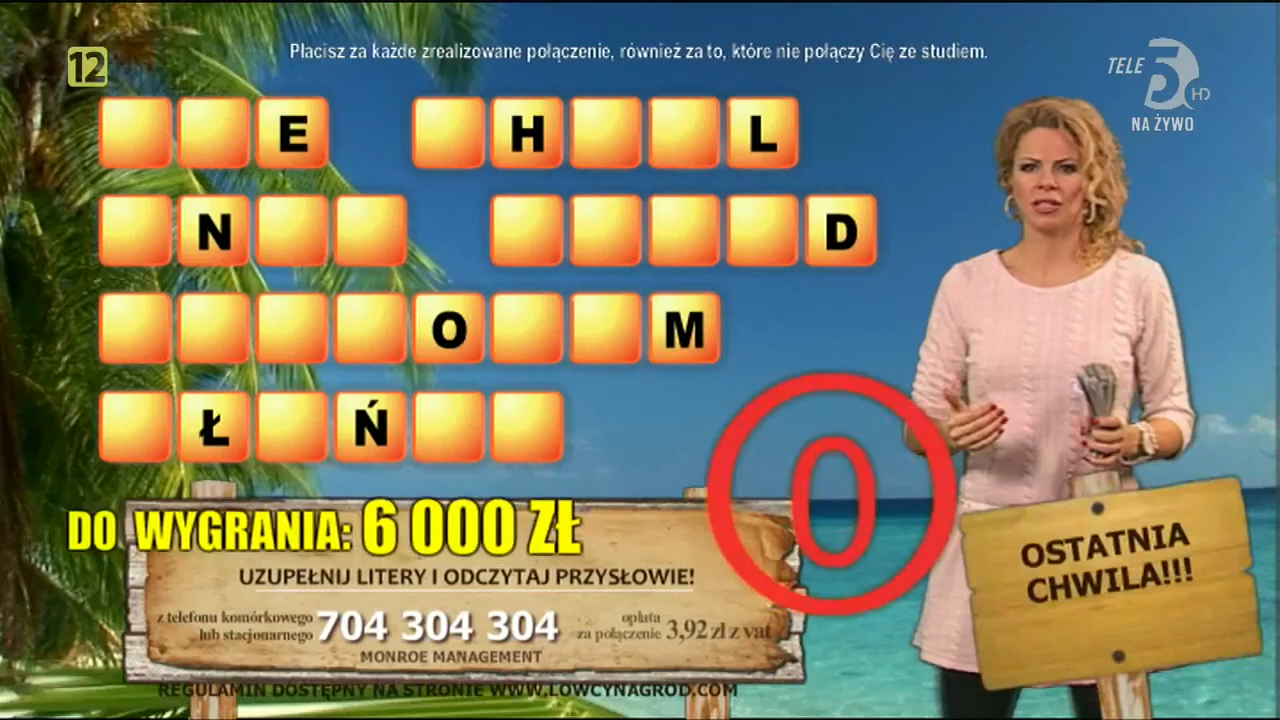 Płacisz za każde zrealizowane połączenie, również za to, które nie połączy Cię ze studiem.
12
TELE 5 HD
NA ŻYWO
E H L
N D
O M
Ł Ń
0
DO WYGRANIA: 6 000 ZŁ
UZUPEŁNIJ LITERY I ODCZYTAJ PRZYSŁOWIE!
z telefonu komórkowego
lub stacjonarnego
704 304 304
opłata
za połączenie 3,92 zł z vat
MONROE MANAGEMENT
REGULAMIN DOSTĘPNY NA STRONIE WWW.LOWCYNAGROD.COM
OSTATNIA
CHWILA!!!